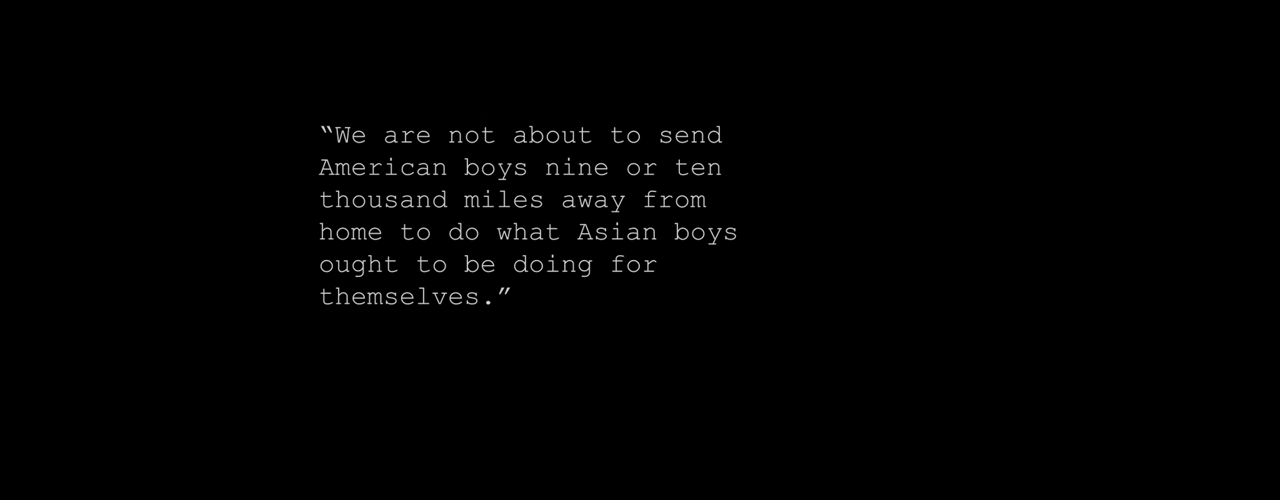 “We are not about to send
American boys nine or ten
thousand miles away from
home to do what Asian boys
ought to be doing for
themselves.”